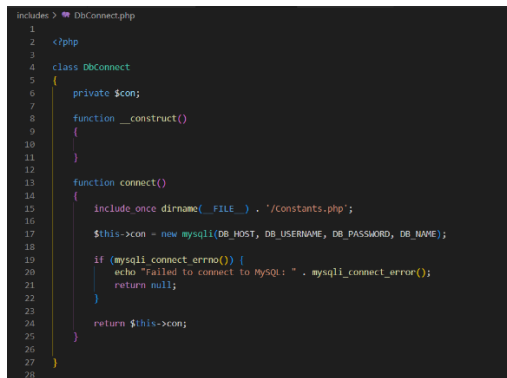 includes > DbConnect.php
1
2 <?php
3
4 class DbConnect
5 {
6     private $con;
7
8     function __construct()
9     {
10
11     }
12
13     function connect()
14     {
15         include_once dirname(__FILE__) . '/Constants.php';
16
17         $this->con = new mysqli(DB_HOST, DB_USERNAME, DB_PASSWORD, DB_NAME);
18
19         if (mysqli_connect_errno()) {
20             echo "Failed to connect to MySQL: " . mysqli_connect_error();
21             return null;
22         }
23
24         return $this->con;
25     }
26
27 }
28